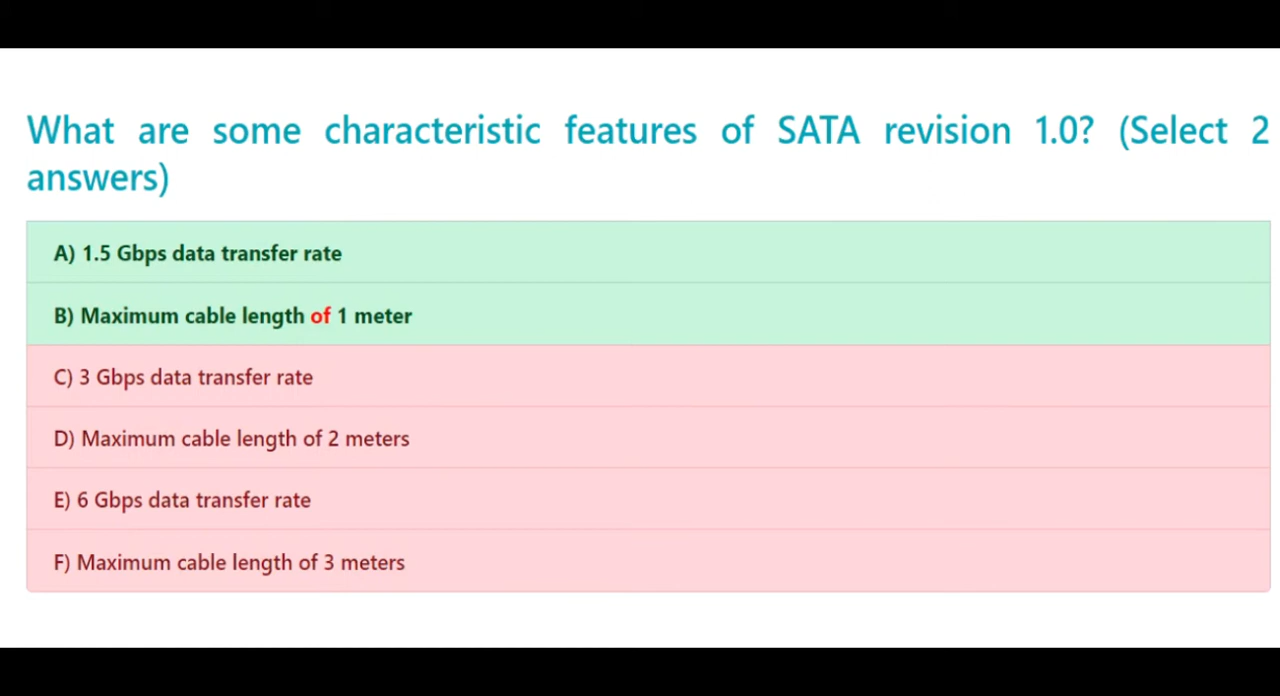 What are some characteristic features of SATA revision 1.0? (Select 2
answers)
A) 1.5 Gbps data transfer rate
B) Maximum cable length of 1 meter
C) 3 Gbps data transfer rate
D) Maximum cable length of 2 meters
E) 6 Gbps data transfer rate
F) Maximum cable length of 3 meters